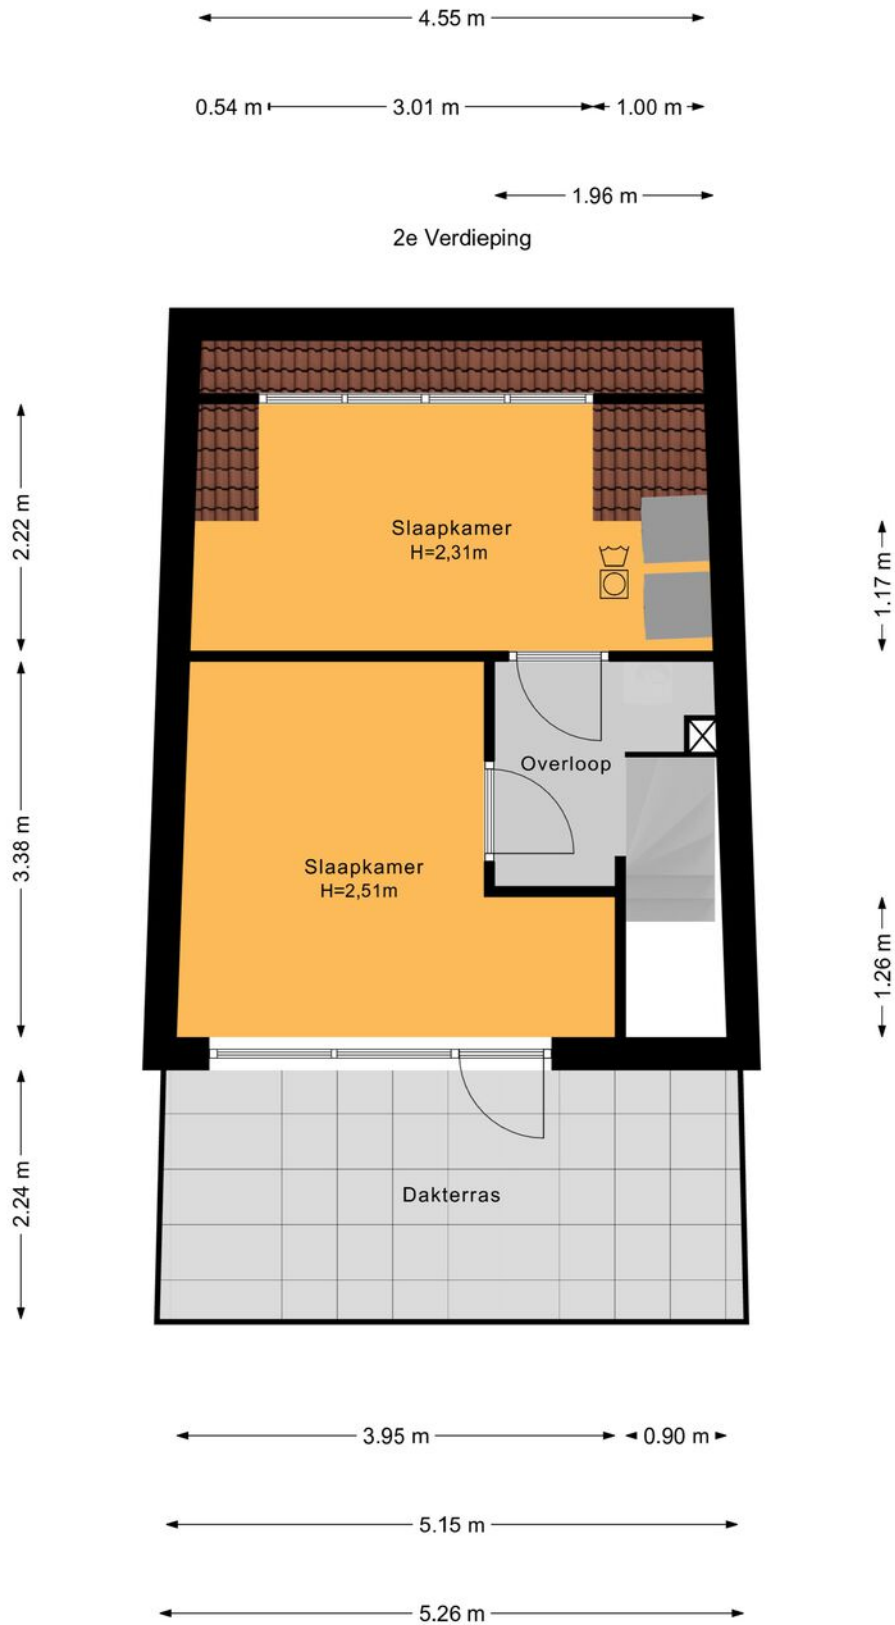 4.55 m
0.54 m 3.01 m 1.00 m
1.96 m
2e Verdieping
2.22 m
Slaapkamer
H=2,31m
1.17 m
3.38 m
Overloop
Slaapkamer
H=2,51m
1.26 m
2.24 m
Dakterras
3.95 m 0.90 m
5.15 m
5.26 m